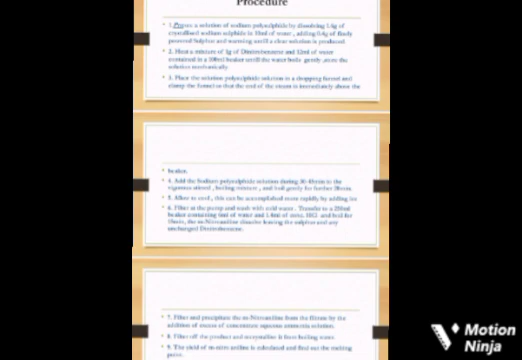 Procedure
1. Prepare a solution of sodium polysulphide by dissolving 1.6g of
crystallised sodium sulphide in 10ml of water, adding 0.4g of finely
powdered Sulphur and warming untill a clear solution is produced
2. Heat a mixture of 1g of Dinitrobenzene and 12ml of water
contained in a 100ml beaker untill the water boils gently, stirr the
solution mechanically
3. Place the solution polysulphide solution in a dropping funnel and
clamp the funnel so that the end of the steam is immediately above the
beaker.
4. Add the Sodium polysulphide solution during 30-45min to the
vigorous stirred, boiling mixture, and boil gently for further 20min.
5. Allow to cool, this can be accomplished more rapidly by adding ice
6. Filter at the pump and wash with cold water. Transfer to a 250ml
beaker containing 6ml of water and 1.4ml of conc. HCl and boil for
15min, the m-Nitroaniline dissolve leaving the sulphur and any
unchanged Dinitrobenzene.
7. Filter and precipitate the m-Nitroaniline from the filtrate by the
addition of excess of concentrate aqueous ammonia solution.
8. Filter off the product and recrystallise it from boiling water
9. The yield of m-nitro aniline is calculated and find out the melting
point.
Motion
Ninja